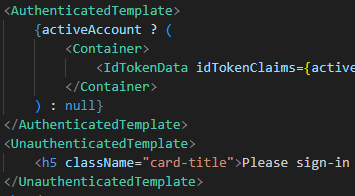 <AuthenticatedTemplate>
{activeAccount ? (
<Container>
<IdTokenData idTokenClaims={active
</Container>
) : null}
</AuthenticatedTemplate>
<UnauthenticatedTemplate>
<h5 className="card-title">Please sign-in
</UnauthenticatedTemplate>